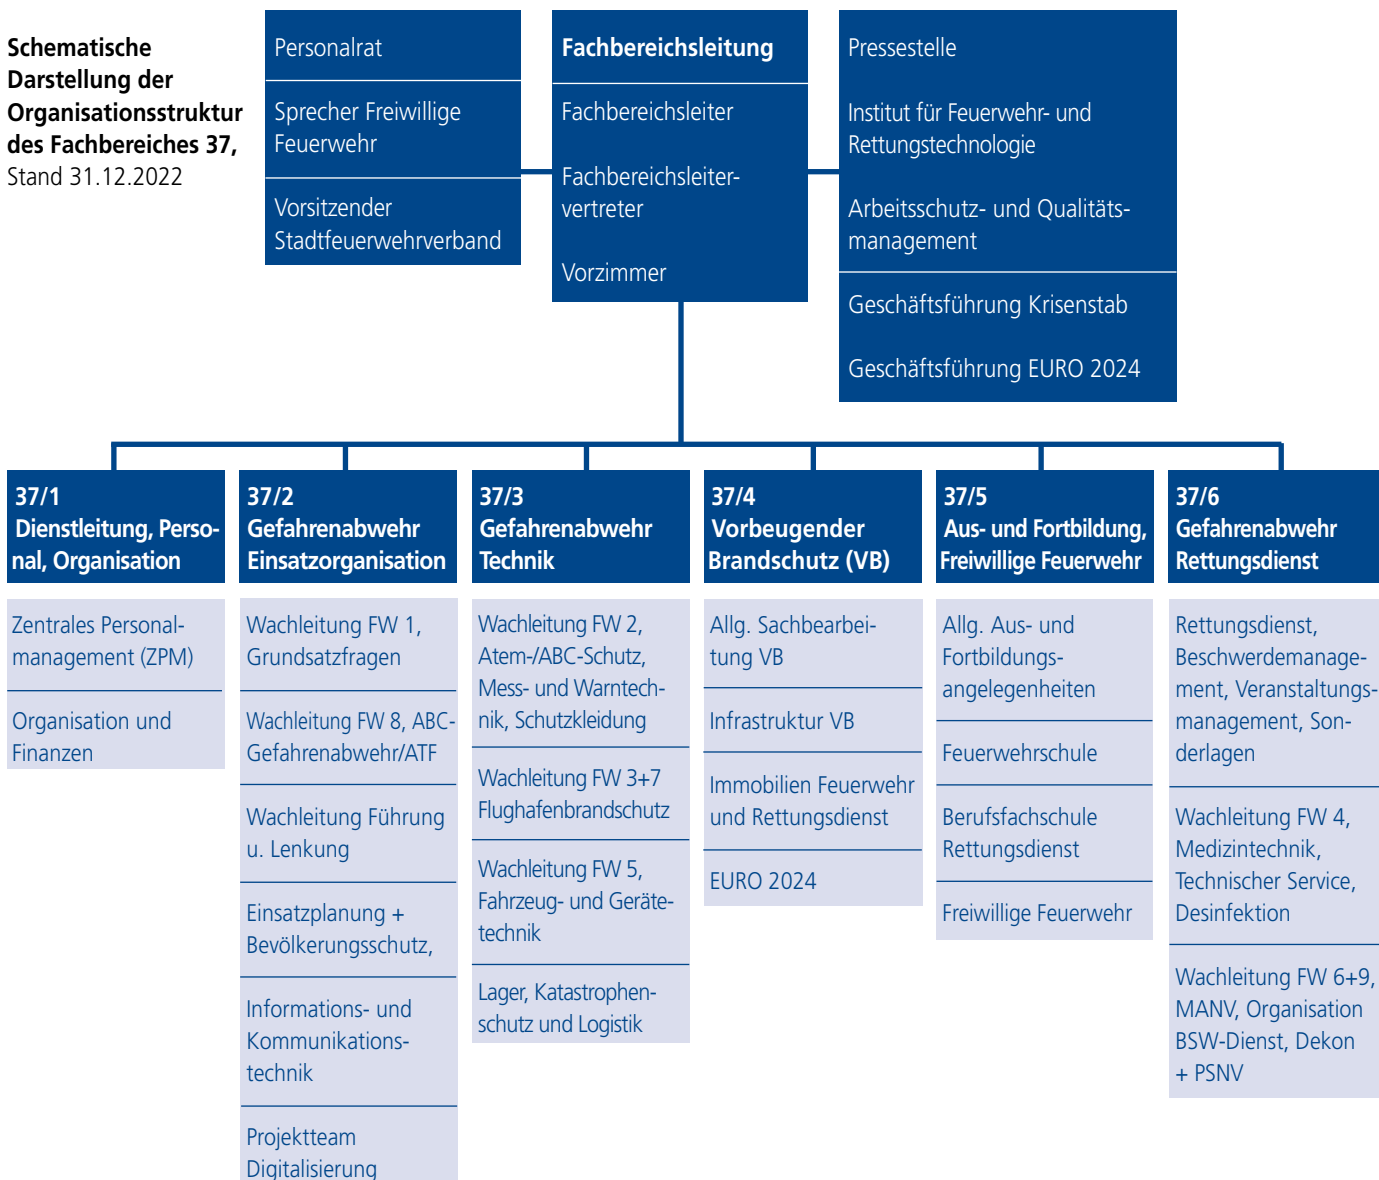 Schematische
Darstellung der
Organisationsstruktur
des Fachbereiches 37,
Stand 31.12.2022
Personalrat
Sprecher Freiwillige
Feuerwehr
Vorsitzender
Stadtfeuerwehrverband
Fachbereichsleitung
Fachbereichsleiter
Fachbereichsleiter-
vertreter
Vorzimmer
Pressestelle
Institut für Feuerwehr- und
Rettungstechnologie
Arbeitsschutz- und Qualitäts-
management
Geschäftsführung Krisenstab
Geschäftsführung EURO 2024
37/1
Dienstleitung, Perso-
nal, Organisation
Zentrales Personal-
management (ZPM)
Organisation und
Finanzen
37/2
Gefahrenabwehr
Einsatzorganisation
Wachleitung FW 1,
Grundsatzfragen
Wachleitung FW 8, ABC-
Gefahrenabwehr/ATF
Wachleitung Führung
u. Lenkung
Einsatzplanung +
Bevölkerungsschutz,
Informations- und
Kommunikations-
technik
Projektteam
Digitalisierung
37/3
Gefahrenabwehr
Technik
Wachleitung FW 2,
Atem-/ABC-Schutz,
Mess- und Warntech-
nik, Schutzkleidung
Wachleitung FW 3+7
Flughafenbrandschutz
Wachleitung FW 5,
Fahrzeug- und Geräte-
technik
Lager, Katastrophen-
schutz und Logistik
37/4
Vorbeugender
Brandschutz (VB)
Allg. Sachbearbei-
tung VB
Infrastruktur VB
Immobilien Feuerwehr
und Rettungsdienst
EURO 2024
37/5
Aus- und Fortbildung,
Freiwillige Feuerwehr
Allg. Aus- und
Fortbildungs-
angelegenheiten
Feuerwehrschule
Berufsfachschule
Rettungsdienst
Freiwillige Feuerwehr
37/6
Gefahrenabwehr
Rettungsdienst
Rettungsdienst,
Beschwerdemanage-
ment, Veranstaltungs-
management, Son-
derlagen
Wachleitung FW 4,
Medizintechnik,
Technischer Service,
Desinfektion
Wachleitung FW 6+9,
MANV, Organisation
BSW-Dienst, Dekon
+ PSNV